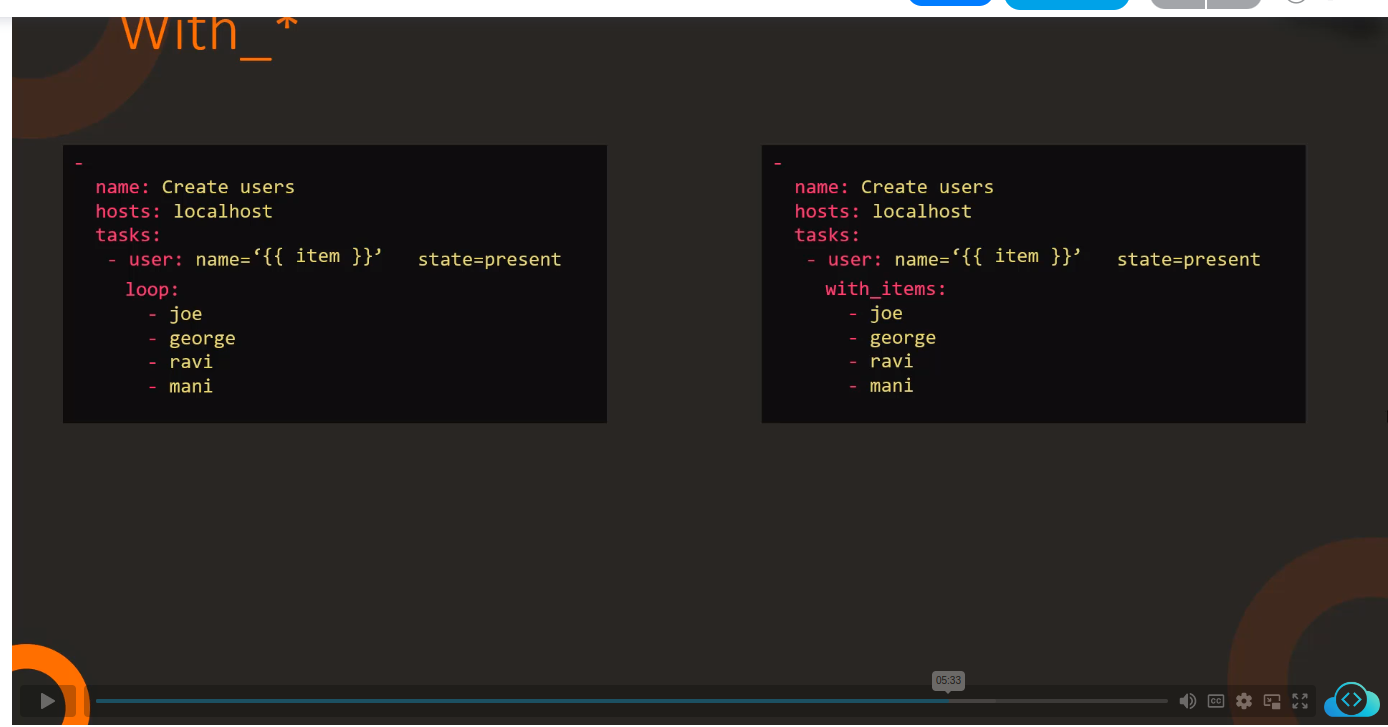 With_*
-
name: Create users
hosts: localhost
tasks:
- user: name=‘{{ item }}’ state=present
loop:
- joe
- george
- ravi
- mani
-
name: Create users
hosts: localhost
tasks:
- user: name=‘{{ item }}’ state=present
with_items:
- joe
- george
- ravi
- mani
05:33
CC